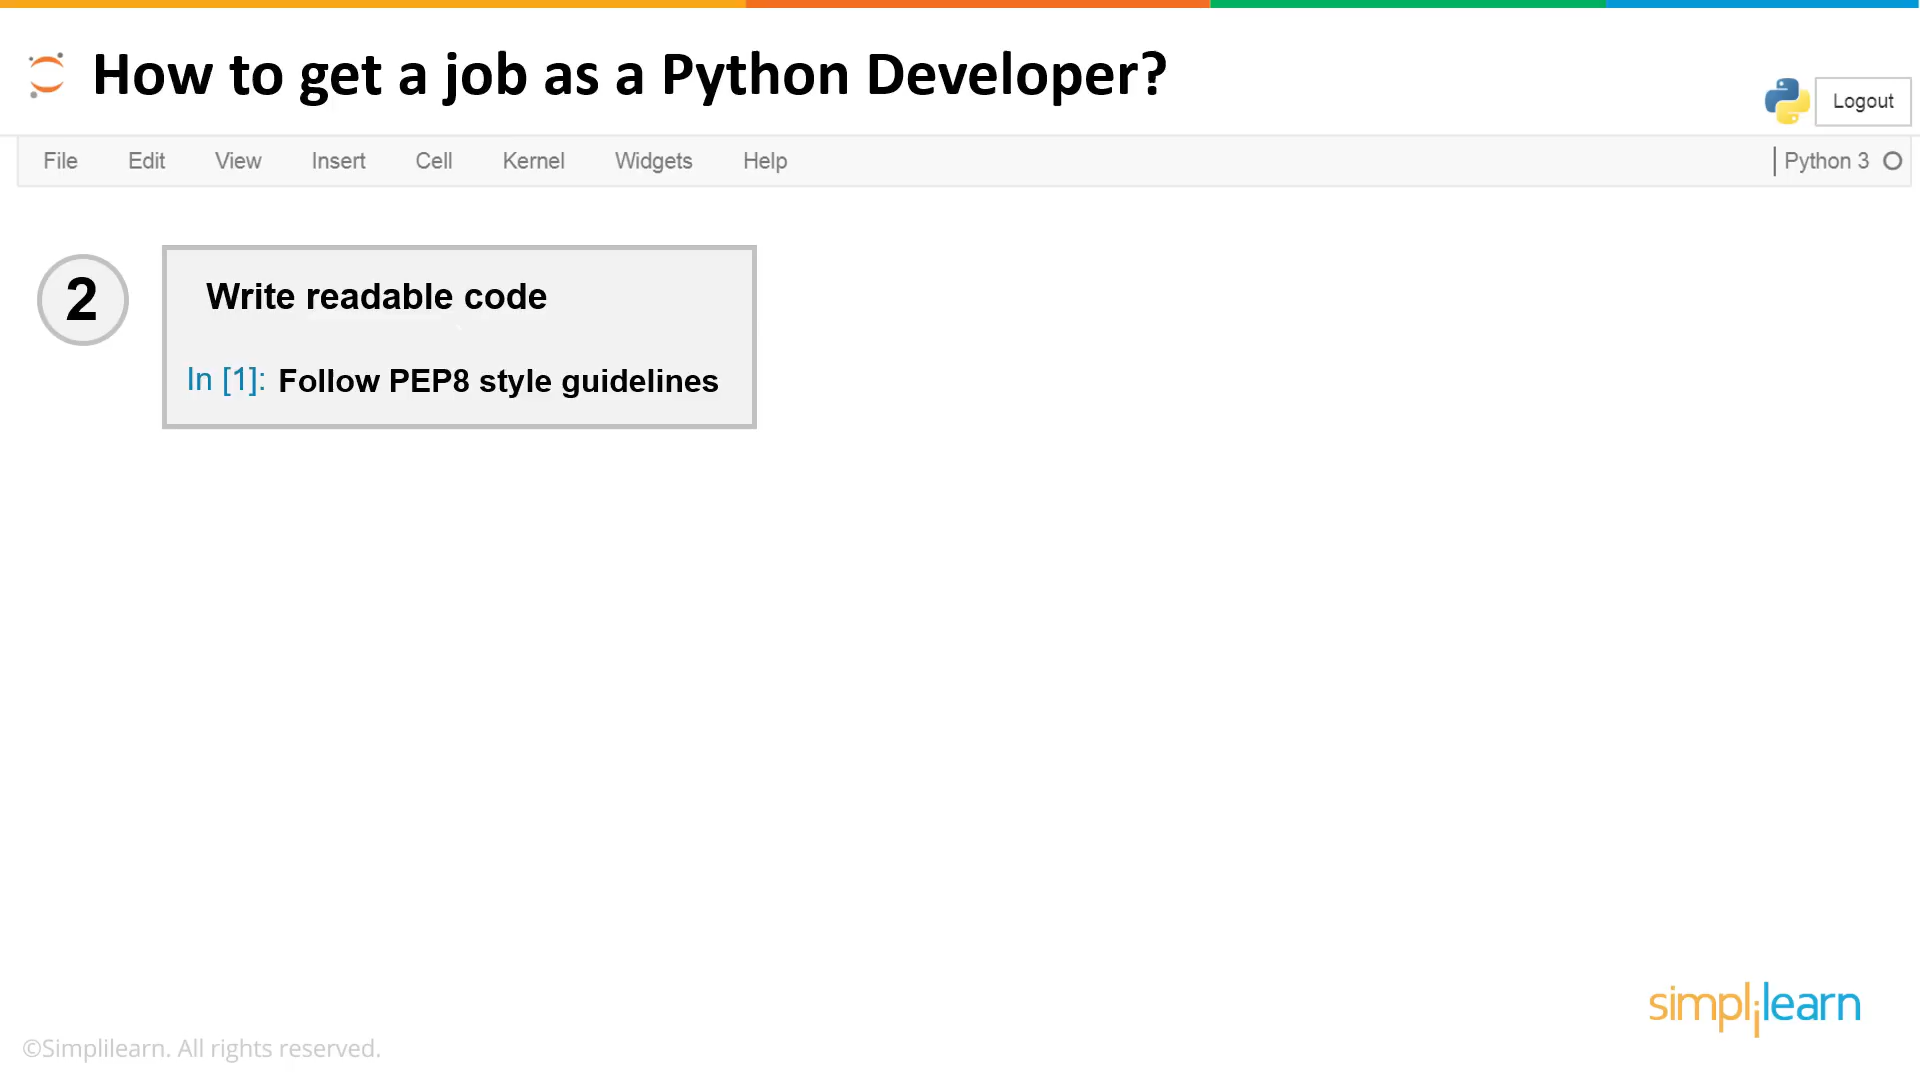 How to get a job as a Python Developer?
Logout
File Edit View Insert Cell Kernel Widgets Help
Python 3
2
Write readable code
In [1]: Follow PEP8 style guidelines
simplilearn
©Simplilearn. All rights reserved.